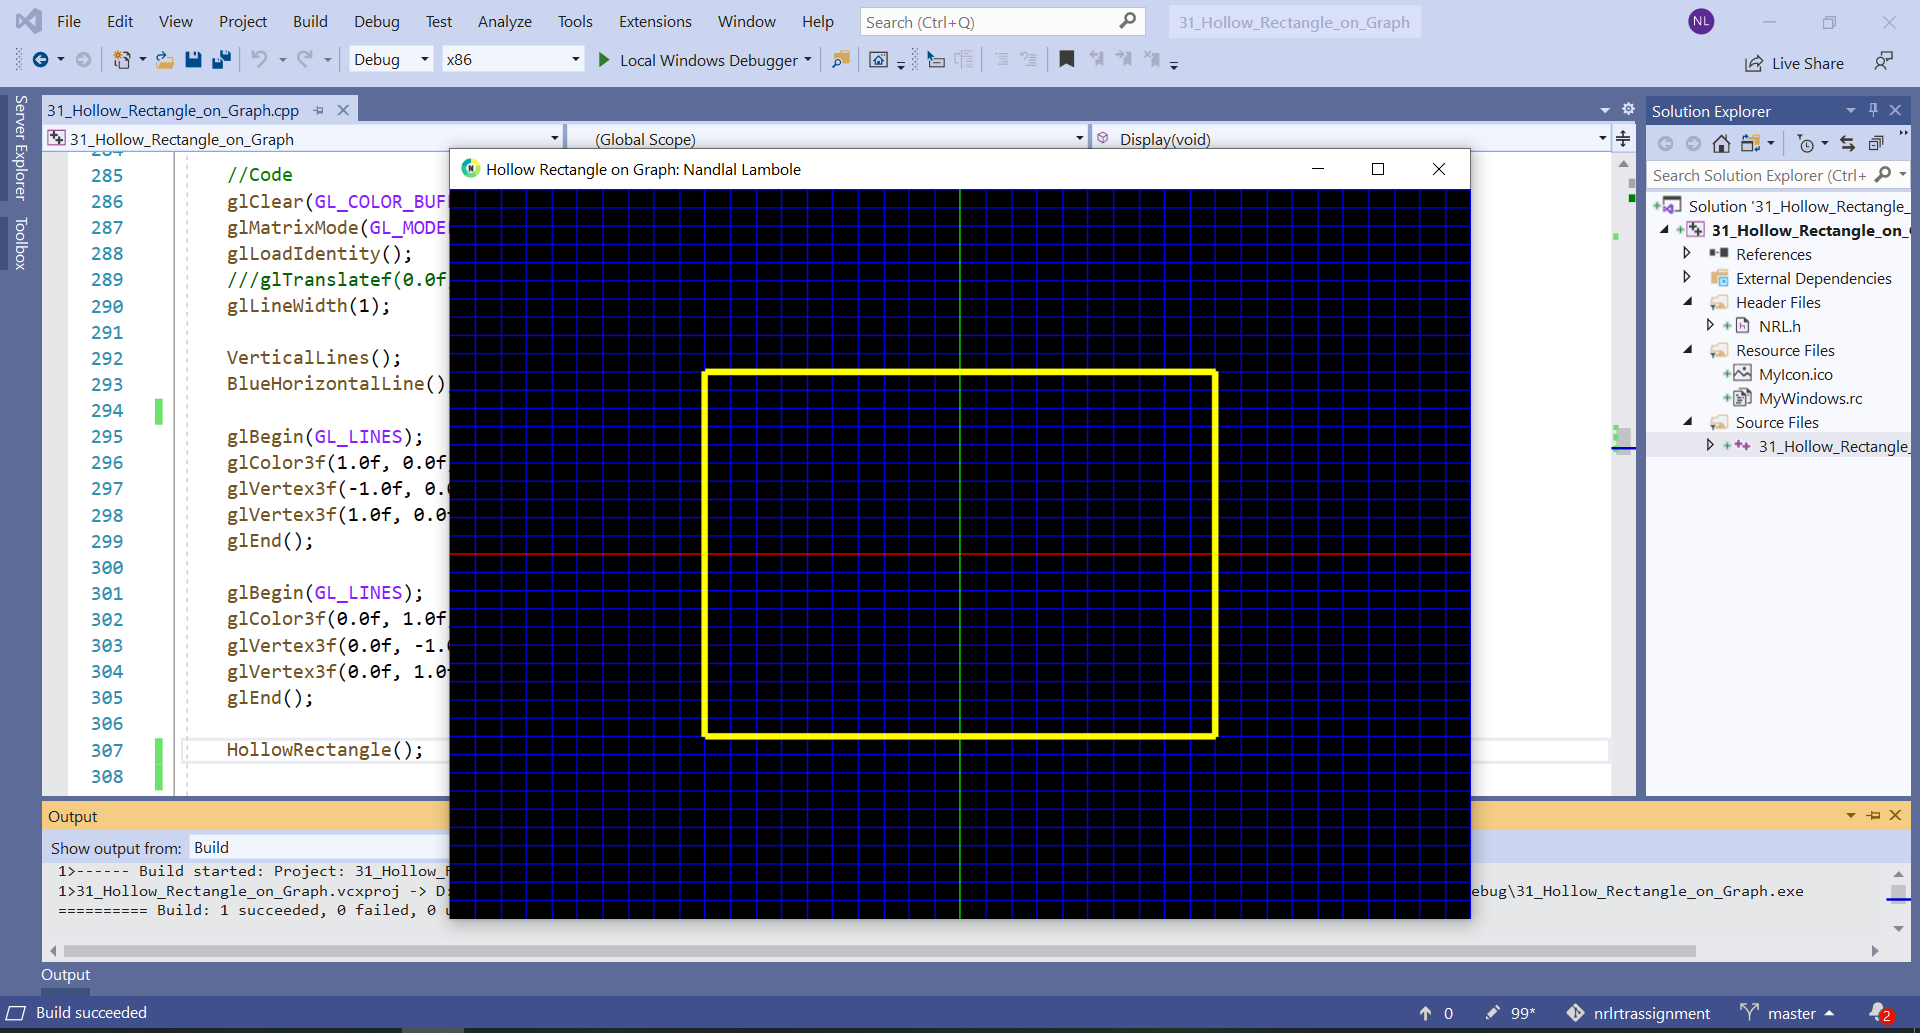 File Edit View Project Build Debug Test Analyze Tools Extensions Window Help Search (Ctrl+Q) 31_Hollow_Rectangle_on_Graph NL
Debug x86 Local Windows Debugger Live Share
Server Explorer
Toolbox
31_Hollow_Rectangle_on_Graph.cpp
31_Hollow_Rectangle_on_Graph (Global Scope) Display(void)
284
285 //Code
286 glClear(GL_COLOR_BUF
287 glMatrixMode(GL_MODE
288 glLoadIdentity();
289 ///glTranslatef(0.0f
290 glLineWidth(1);
291
292 VerticalLines();
293 BlueHorizontalLine()
294
295 glBegin(GL_LINES);
296 glColor3f(1.0f, 0.0f
297 glVertex3f(-1.0f, 0.0
298 glVertex3f(1.0f, 0.0f
299 glEnd();
300
301 glBegin(GL_LINES);
302 glColor3f(0.0f, 1.0f
303 glVertex3f(0.0f, -1.0
304 glVertex3f(0.0f, 1.0f
305 glEnd();
306
307 HollowRectangle();
308
Hollow Rectangle on Graph: Nandlal Lambole
Solution Explorer
Search Solution Explorer (Ctrl+
Solution '31_Hollow_Rectangle_
31_Hollow_Rectangle_on_
References
External Dependencies
Header Files
NRL.h
Resource Files
MyIcon.ico
MyWindows.rc
Source Files
31_Hollow_Rectangle_
Output
Show output from: Build
1>------ Build started: Project: 31_Hollow_
1>31_Hollow_Rectangle_on_Graph.vcxproj -> D: ebug\31_Hollow_Rectangle_on_Graph.exe
========== Build: 1 succeeded, 0 failed, 0
Output
Build succeeded 0 99* nrlrtrassignment master 2